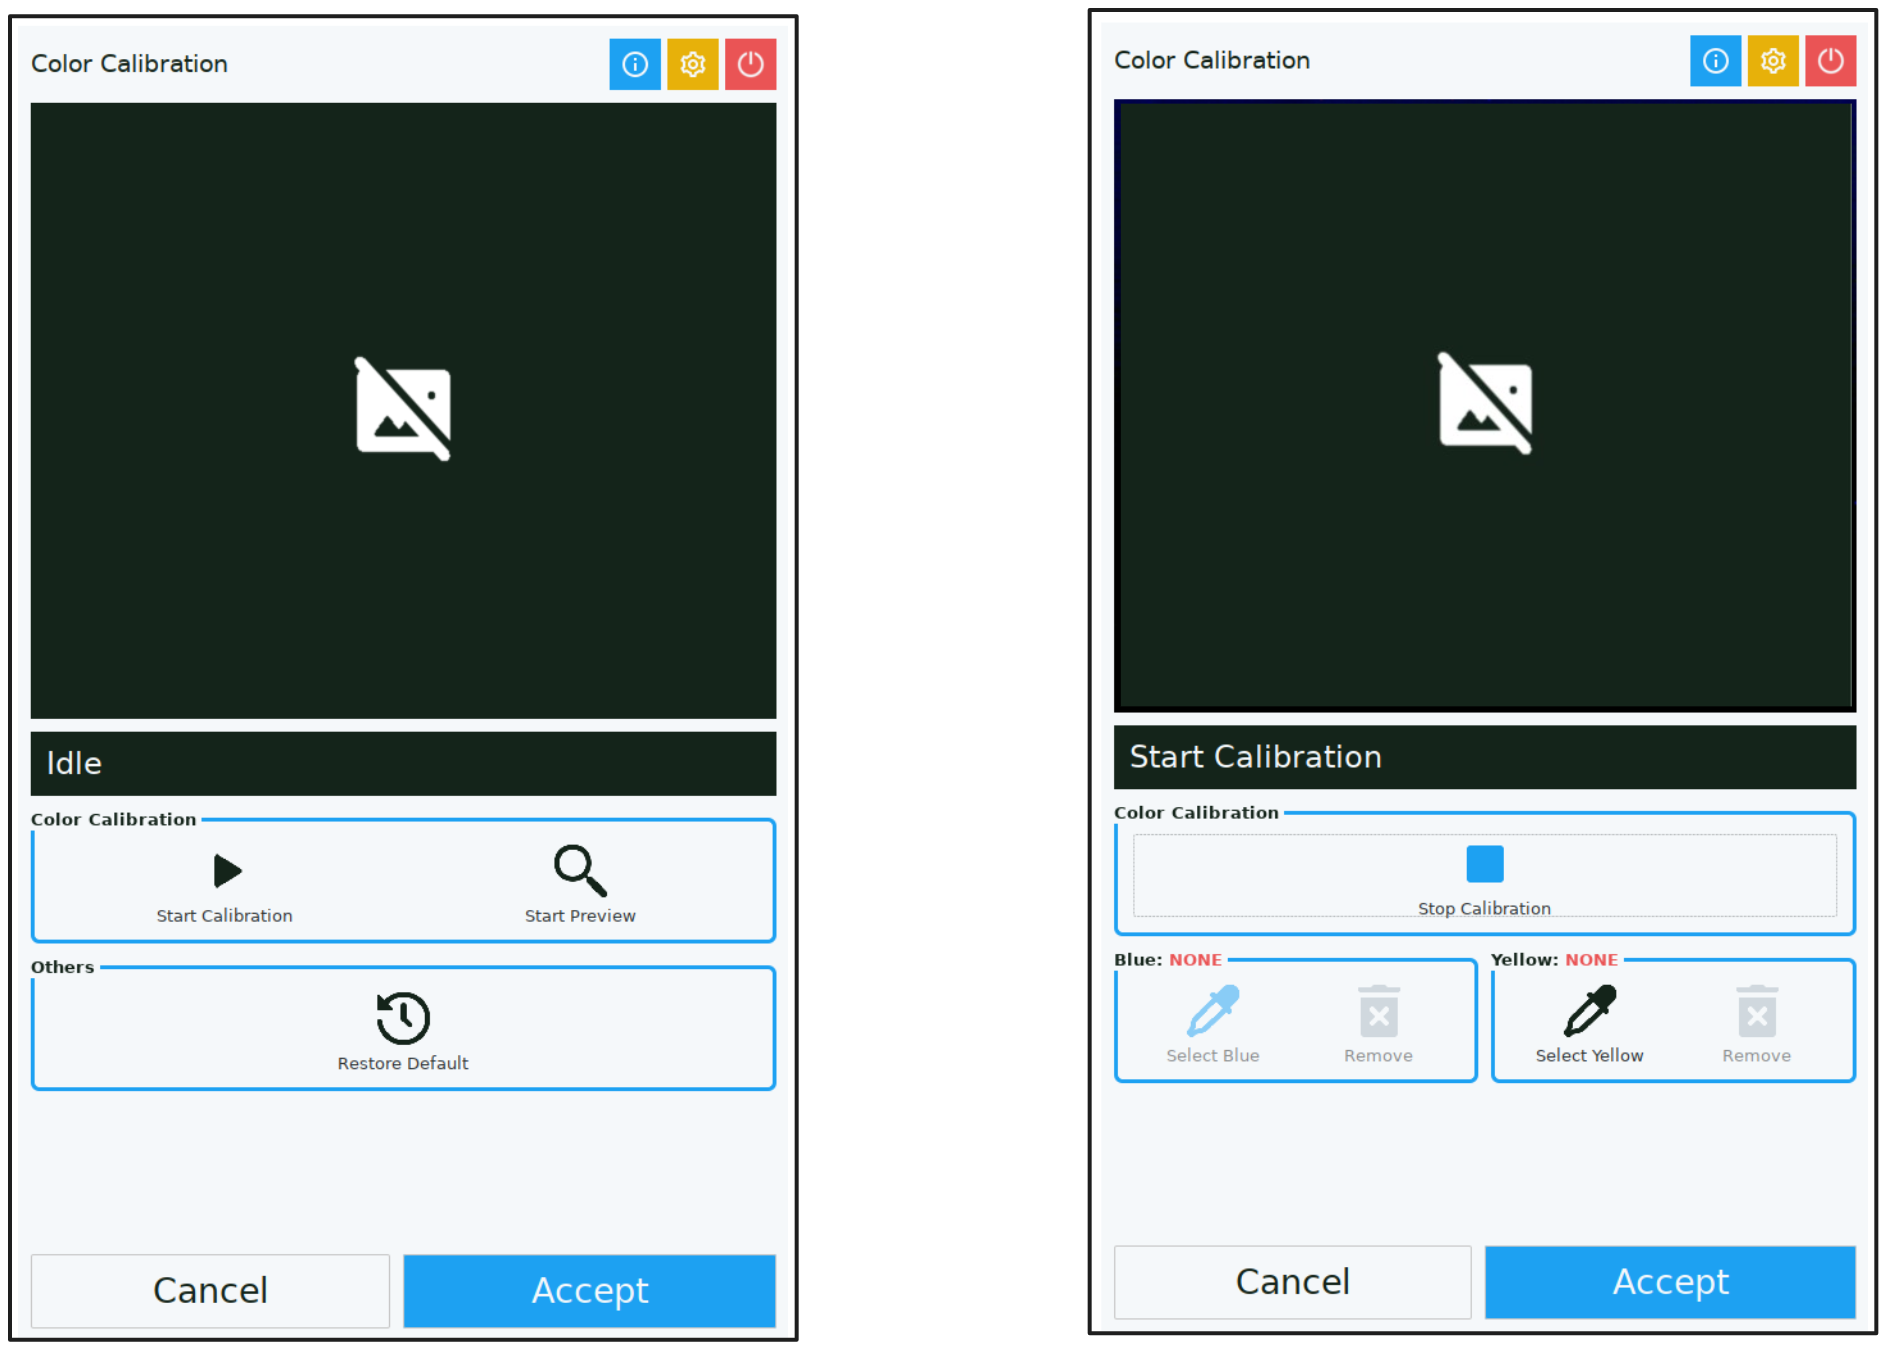 Color Calibration
Idle
Color Calibration
Start Calibration
Start Preview
Others
Restore Default
Cancel
Accept
Color Calibration
Start Calibration
Color Calibration
Stop Calibration
Blue: NONE
Yellow: NONE
Select Blue
Remove
Select Yellow
Remove
Cancel
Accept